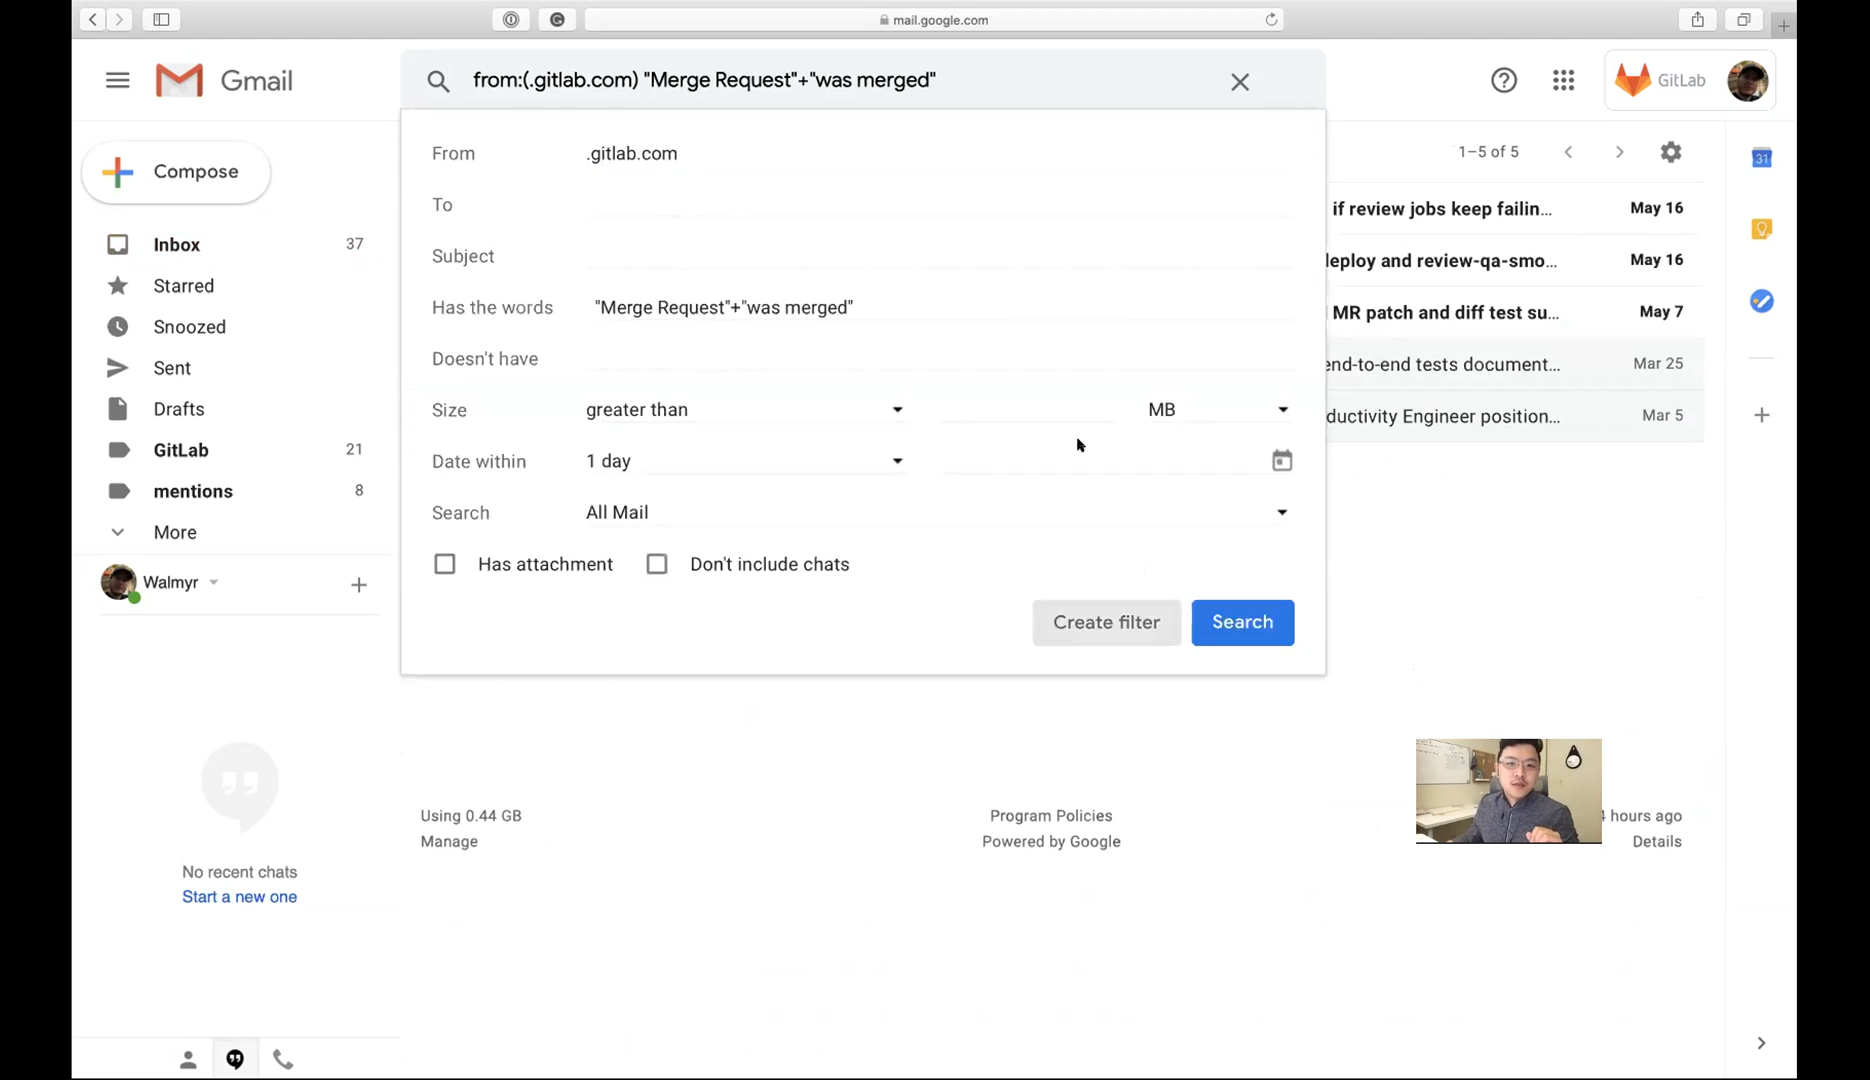 mail.google.com
Gmail
from:(.gitlab.com) "Merge Request"+"was merged"
GitLab
Compose
From .gitlab.com
1–5 of 5
31
To
if review jobs keep failin... May 16
Inbox 37
Subject
deploy and review-qa-smo... May 16
Starred
Has the words "Merge Request"+"was merged"
MR patch and diff test su... May 7
Snoozed
Doesn't have
end-to-end tests document... Mar 25
Sent
Size greater than MB
ductivity Engineer position... Mar 5
Drafts
GitLab 21
Date within 1 day
mentions 8
Search All Mail
More
Has attachment Don't include chats
Walmyr
Create filter Search
Using 0.44 GB
Manage
Program Policies
Powered by Google
hours ago
Details
No recent chats
Start a new one